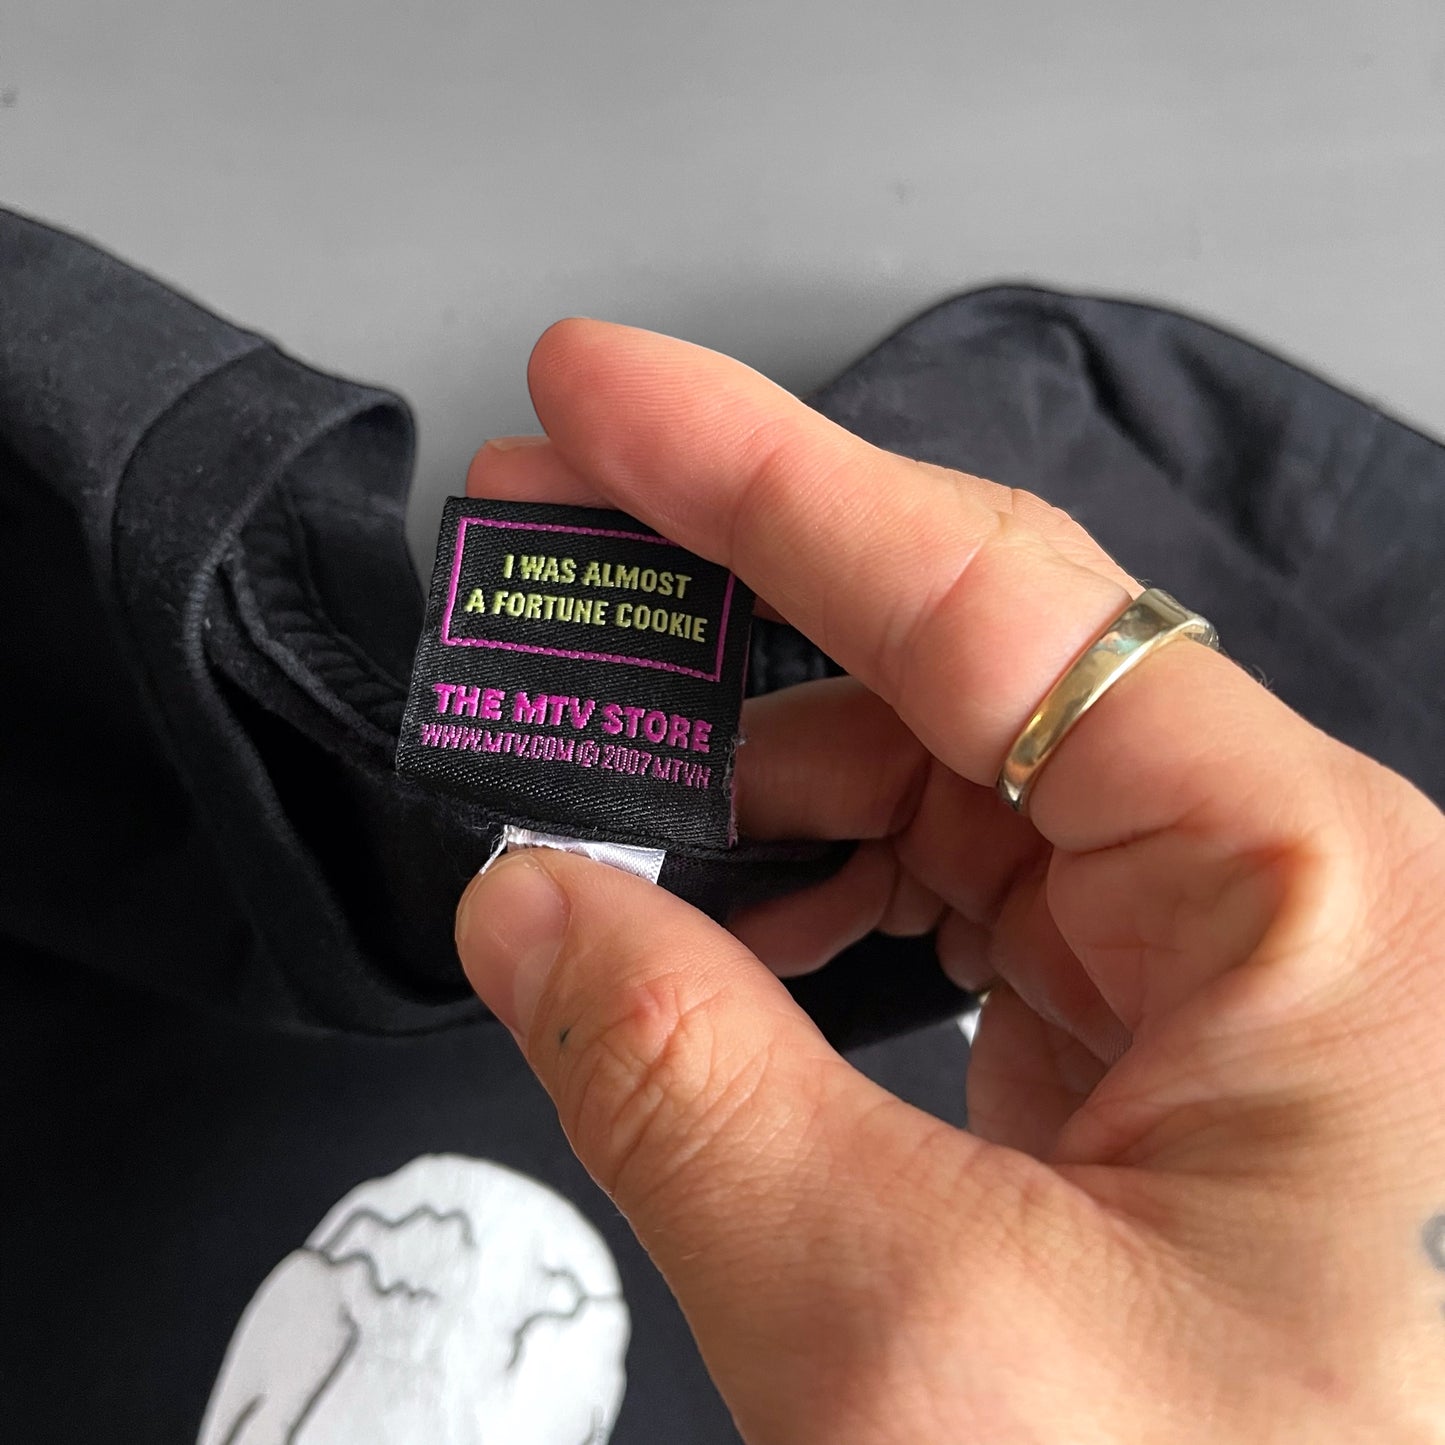 I WAS ALMOST
A FORTUNE COOKIE
THE MTV STORE
WWW.MTV.COM © 2007 MTVN